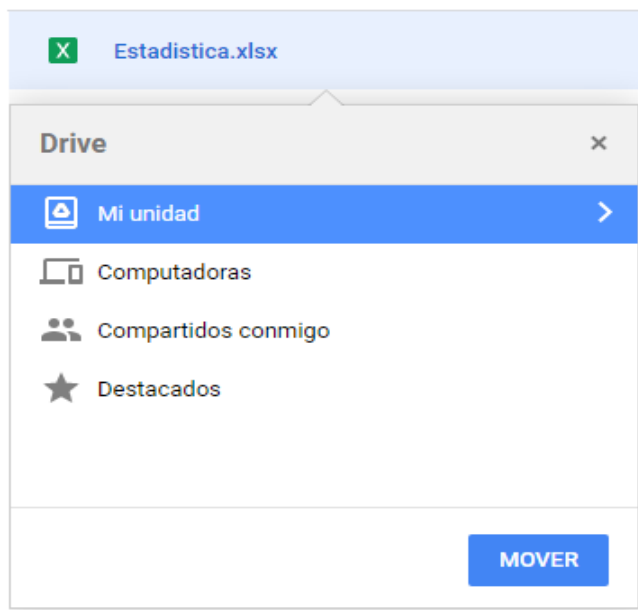 X Estadistica.xlsx
Drive ×
Mi unidad
Computadoras
Compartidos conmigo
Destacados
MOVER